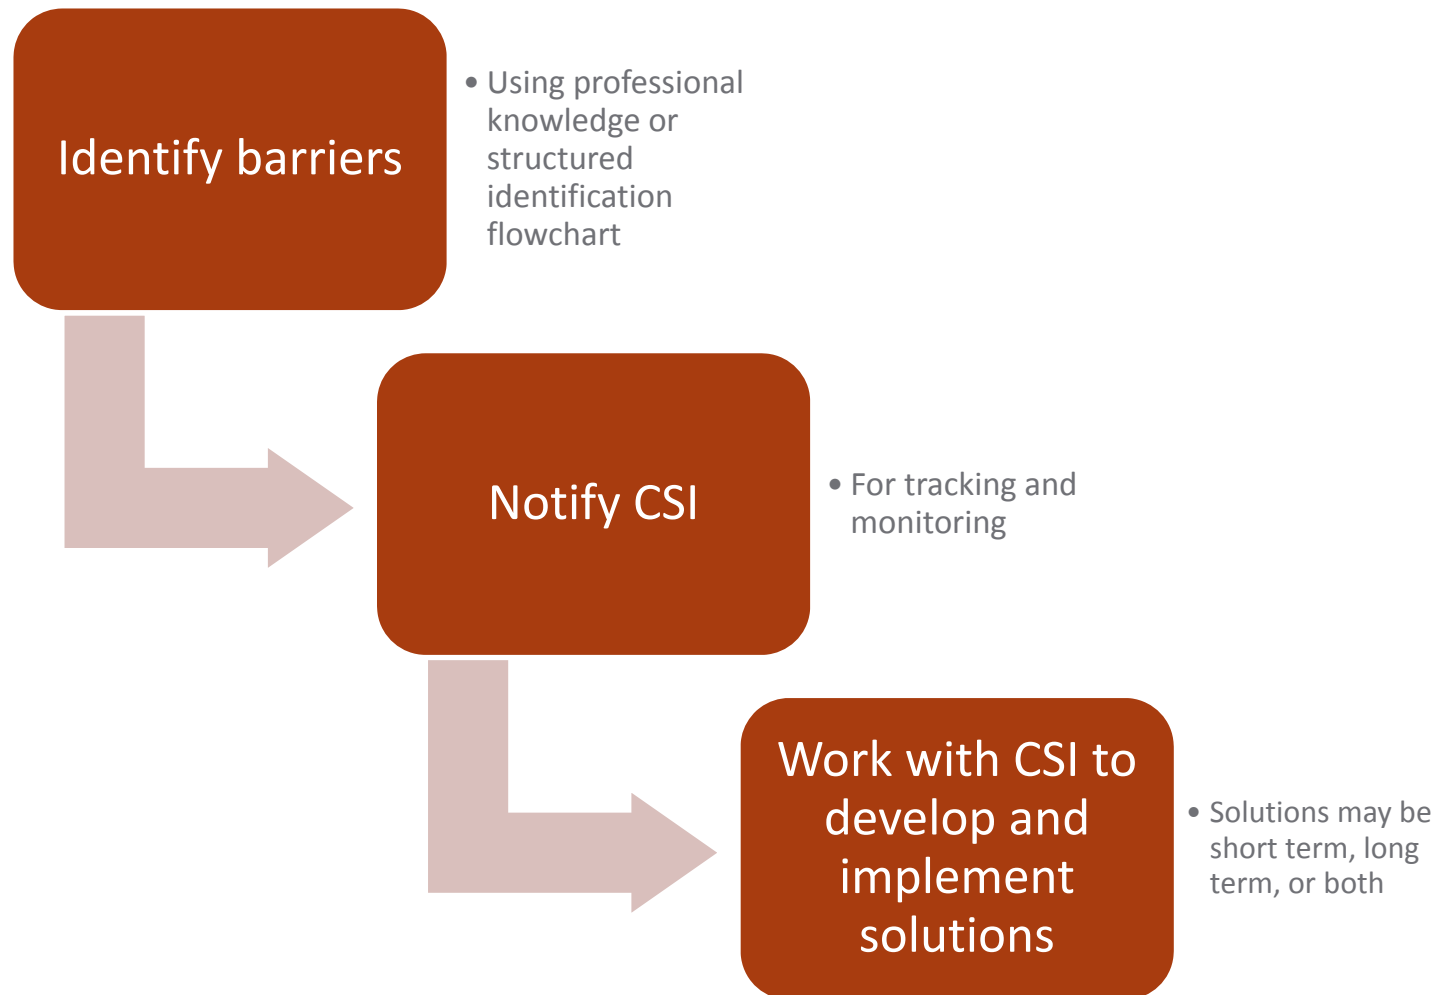 Identify barriers
• Using professional
knowledge or
structured
identification
flowchart
Notify CSI
• For tracking and
monitoring
Work with CSI to
develop and
implement
solutions
• Solutions may be
short term, long
term, or both